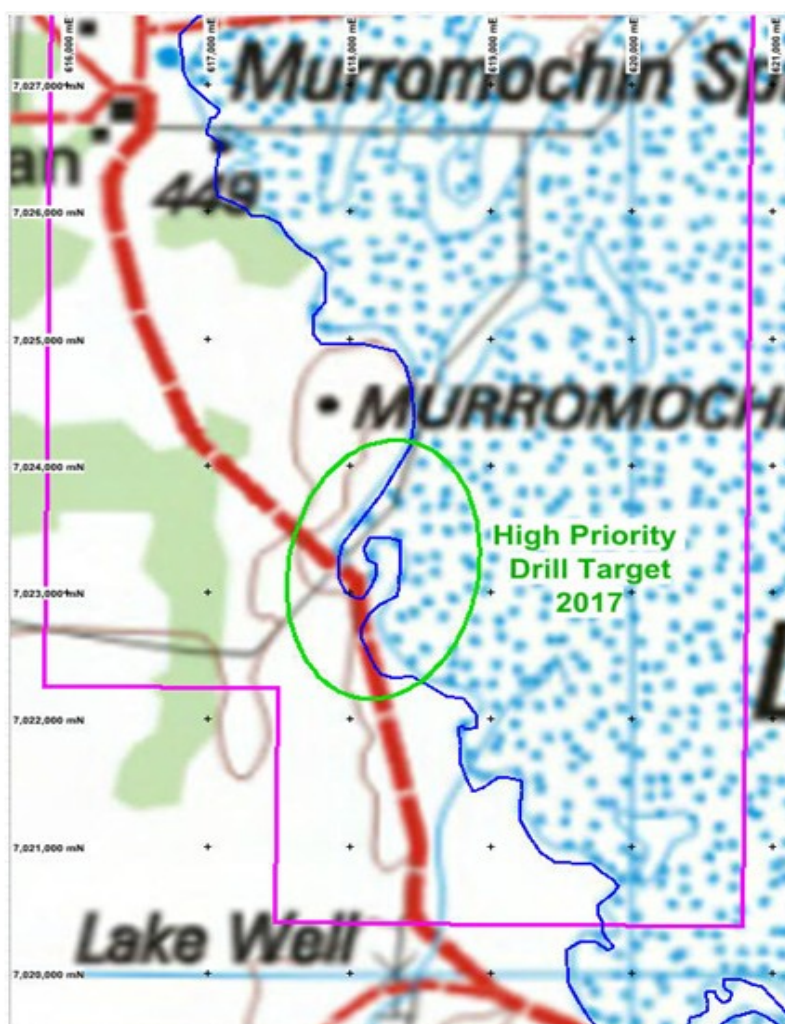 616,000 mE
617,000 mE
618,000 mE
619,000 mE
620,000 mE
621,000 mE
7,027,000 mN
Murromochin Sp
an
449
7,026,000 mN
7,025,000 mN
MURROMOCH
7,024,000 mN
High Priority
Drill Target
2017
7,023,000 mN
7,022,000 mN
L
7,021,000 mN
Lake Well
7,020,000 mN